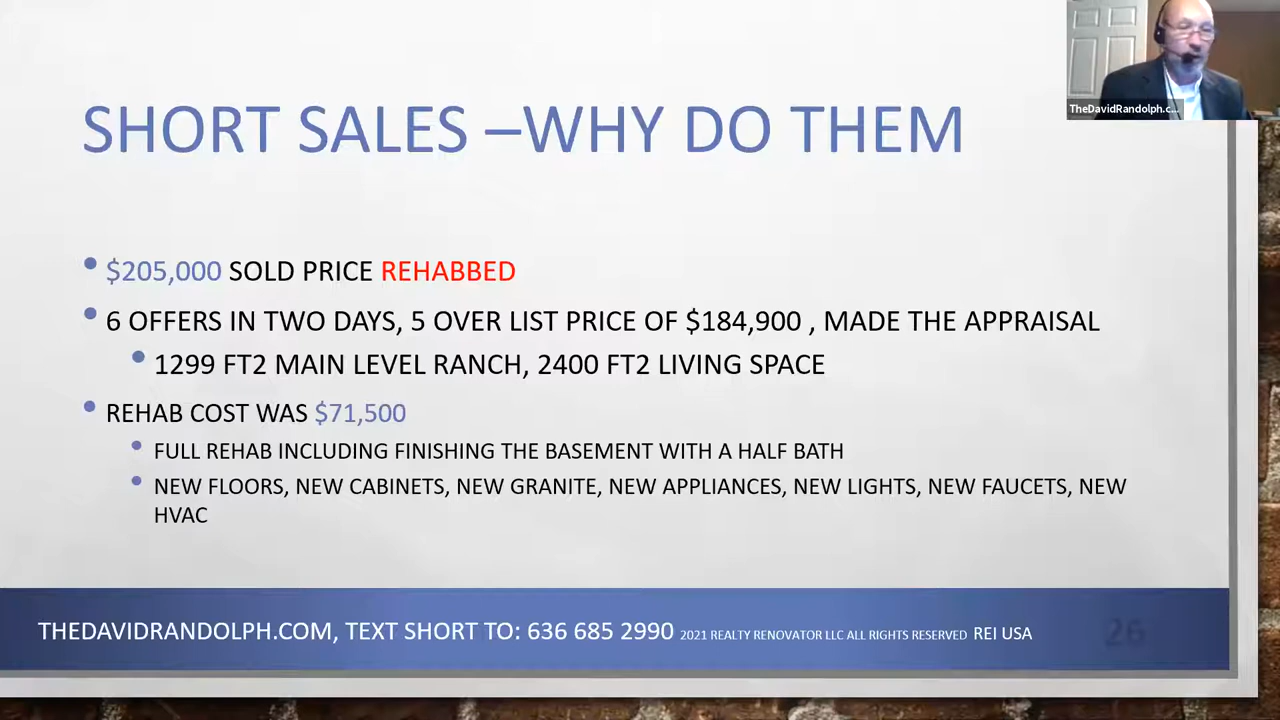 TheDavidRandolph.c...
SHORT SALES –WHY DO THEM
• $205,000 SOLD PRICE REHABBED
• 6 OFFERS IN TWO DAYS, 5 OVER LIST PRICE OF $184,900 , MADE THE APPRAISAL
• 1299 FT2 MAIN LEVEL RANCH, 2400 FT2 LIVING SPACE
• REHAB COST WAS $71,500
• FULL REHAB INCLUDING FINISHING THE BASEMENT WITH A HALF BATH
• NEW FLOORS, NEW CABINETS, NEW GRANITE, NEW APPLIANCES, NEW LIGHTS, NEW FAUCETS, NEW
HVAC
THEDAVIDRANDOLPH.COM, TEXT SHORT TO: 636 685 2990 2021 REALTY RENOVATOR LLC ALL RIGHTS RESERVED REI USA 26